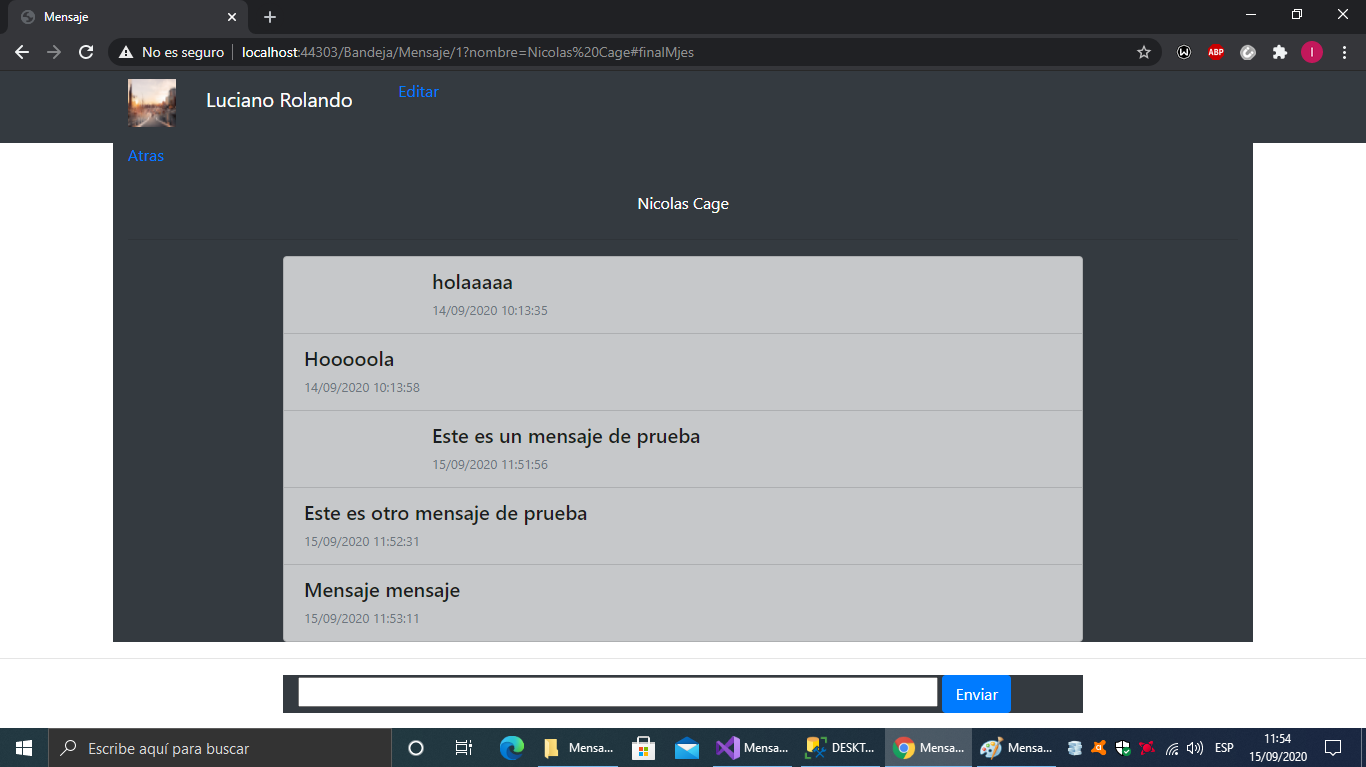 Mensaje
No es seguro localhost:44303/Bandeja/Mensaje/1?nombre=Nicolas%20Cage#finalMjes
ABP
I
Luciano Rolando
Editar
Atras
Nicolas Cage
holaaaaa
14/09/2020 10:13:35
Hooooola
14/09/2020 10:13:58
Este es un mensaje de prueba
15/09/2020 11:51:56
Este es otro mensaje de prueba
15/09/2020 11:52:31
Mensaje mensaje
15/09/2020 11:53:11
Enviar
Escribe aquí para buscar
Mensa...
Mensa...
DESKT...
Mensa...
Mensa...
ESP
11:54
15/09/2020